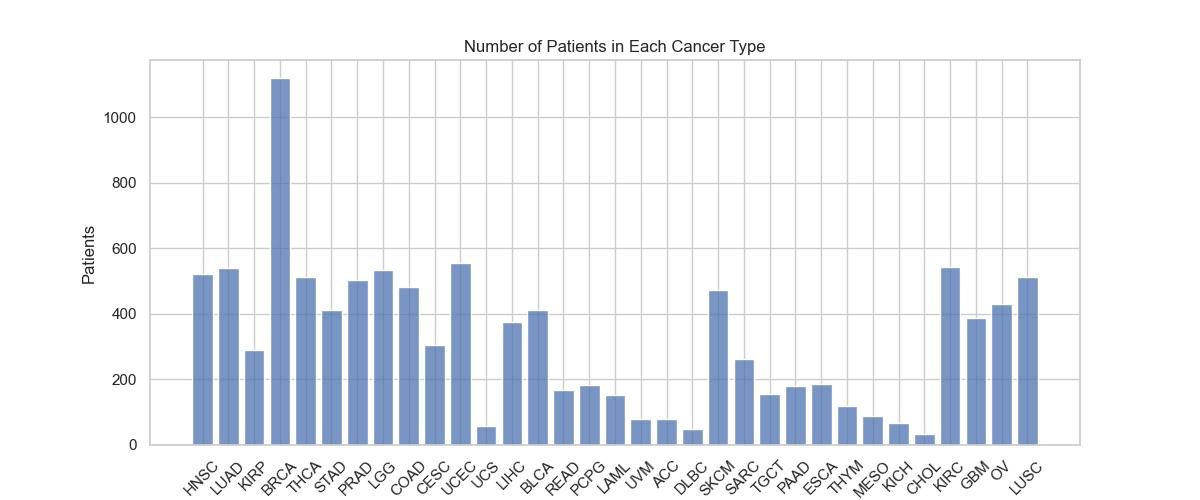 Number of Patients in Each Cancer Type
Patients
1000
800
600
400
200
0
HNSC LUAD KIRP BRCA THCA STAD PRAD LGG COAD CESC UCEC UCS LIHC BLCA READ PCPG LAML UVM ACC DLBC SKCM SARC TGCT PAAD ESCA THYM MESO KICH CHOL KIRC GBM OV LUSC